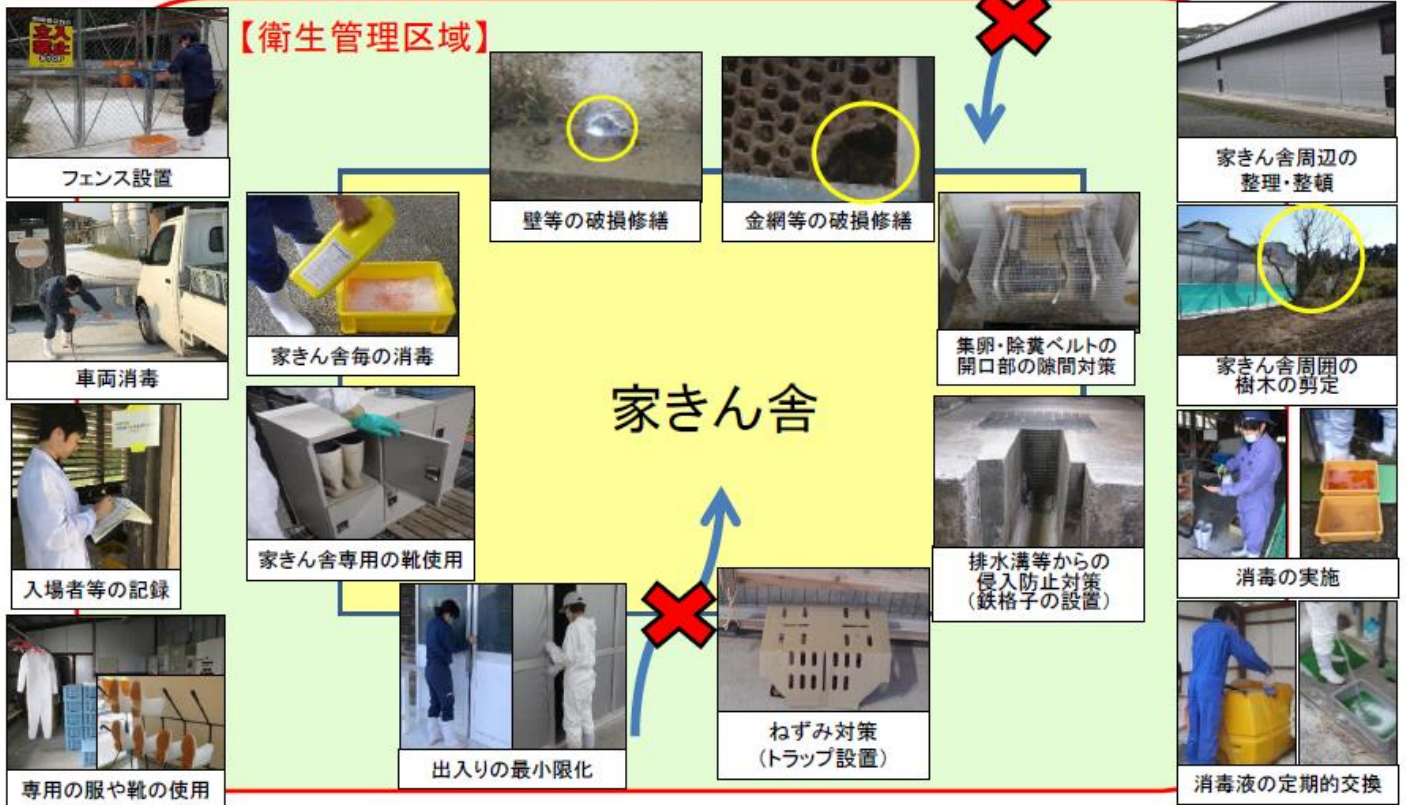 【衛生管理区域】
立入
禁止
フェンス設置
車両消毒
入場者等の記録
専用の服や靴の使用
壁等の破損修繕
金網等の破損修繕
家きん舎毎の消毒
家きん舎専用の靴使用
家きん舎
集卵・除糞ベルトの
開口部の隙間対策
排水溝等からの
侵入防止対策
(鉄格子の設置)
出入りの最小限化
ねずみ対策
(トラップ設置)
家きん舎周辺の
整理・整頓
家きん舎周囲の
樹木の剪定
消毒の実施
消毒液の定期的交換